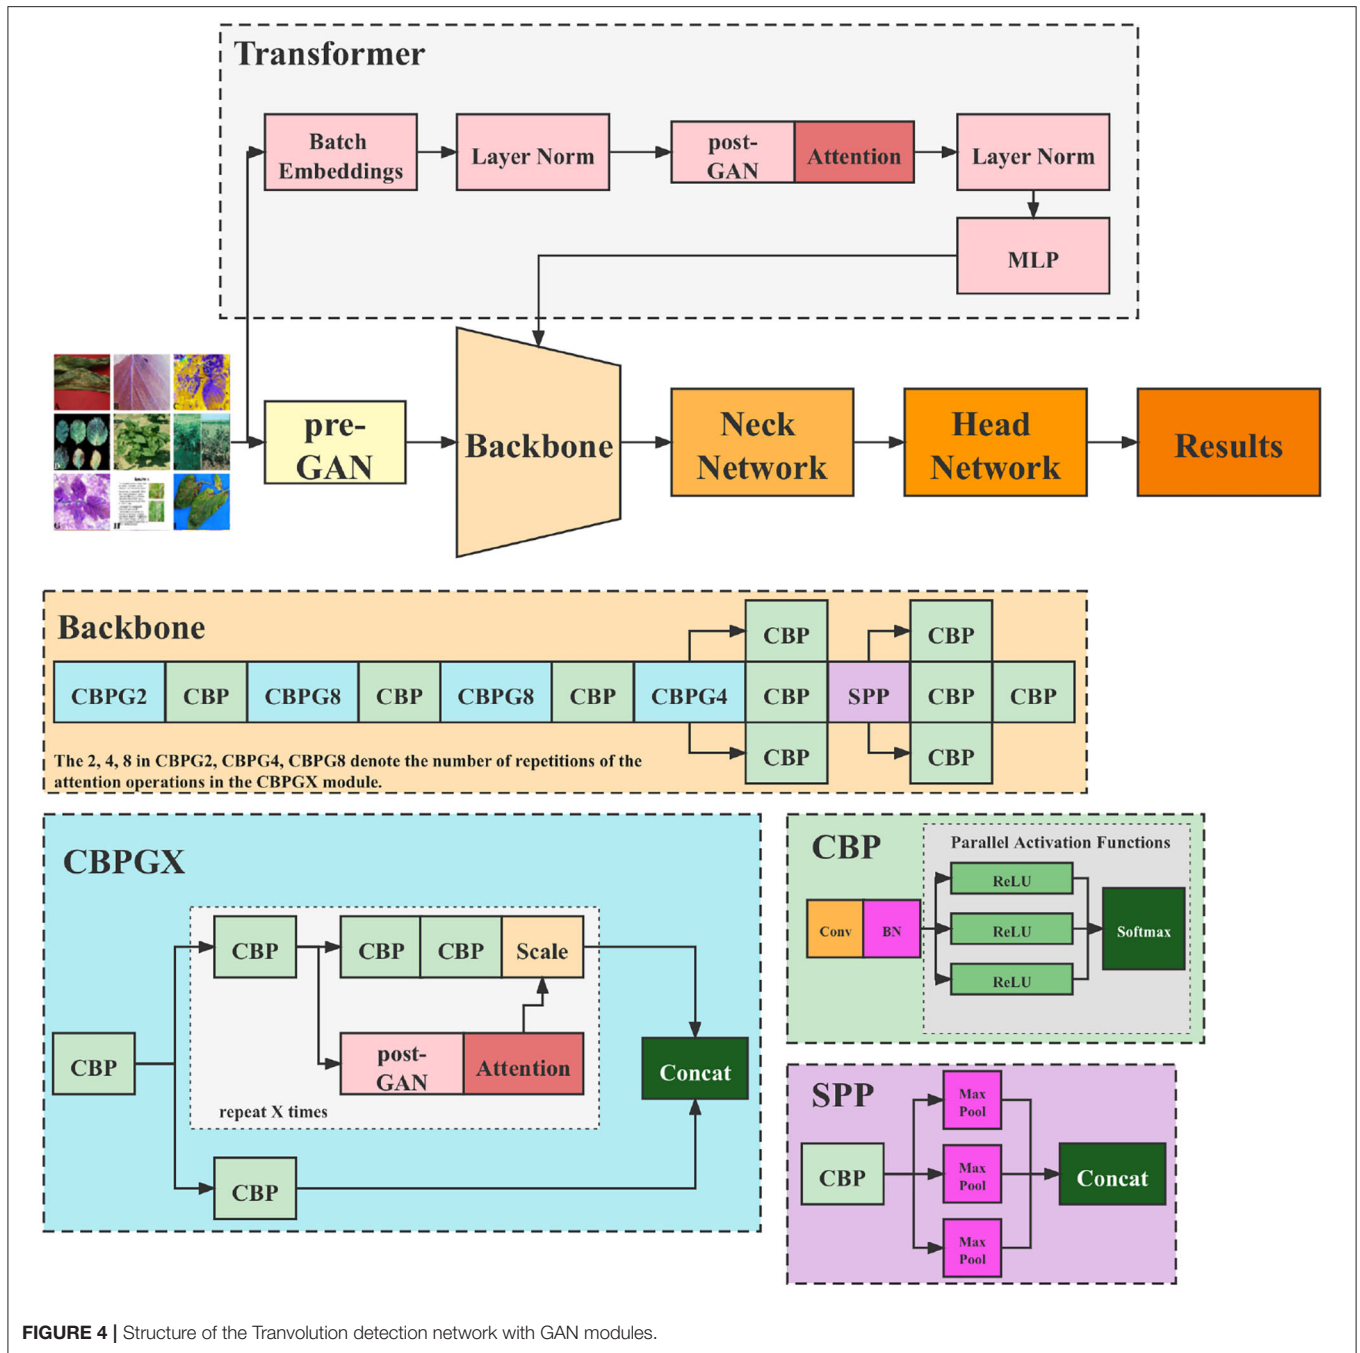 Transformer
Batch
Embeddings
Layer Norm
post-
GAN
Attention
Layer Norm
MLP
pre-
GAN
Backbone
Neck
Network
Head
Network
Results
Backbone
CBP
CBP
CBPG2
CBP
CBPG8
CBP
CBPG8
CBP
CBPG4
CBP
SPP
CBP
CBP
CBP
CBP
The 2, 4, 8 in CBPG2, CBPG4, CBPG8 denote the number of repetitions of the
attention operations in the CBPGX module.
CBPGX
CBP
CBP
CBP
Scale
CBP
post-
GAN
Attention
Concat
repeat X times
CBP
CBP
Parallel Activation Functions
Conv
BN
ReLU
ReLU
ReLU
Softmax
SPP
CBP
Max
Pool
Max
Pool
Max
Pool
Concat
FIGURE 4 | Structure of the Tranvolution detection network with GAN modules.